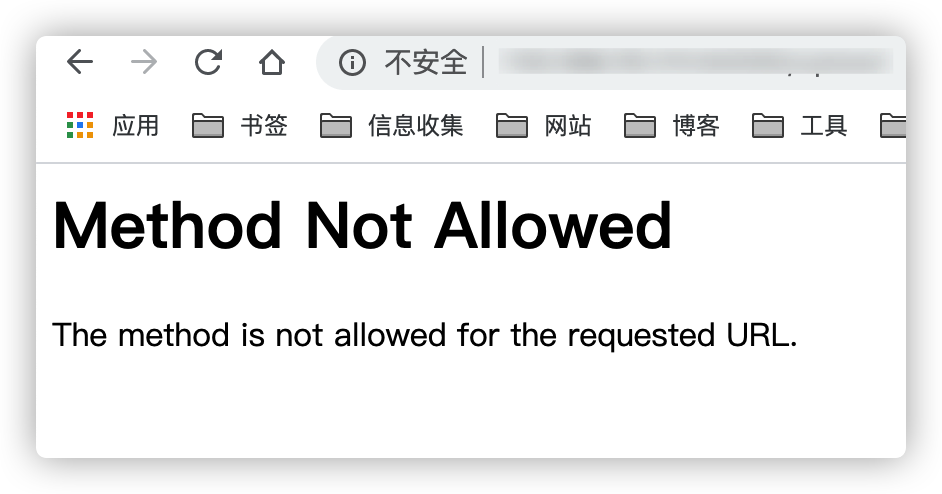 不安全
应用 书签 信息收集 网站 博客 工具
Method Not Allowed
The method is not allowed for the requested URL.